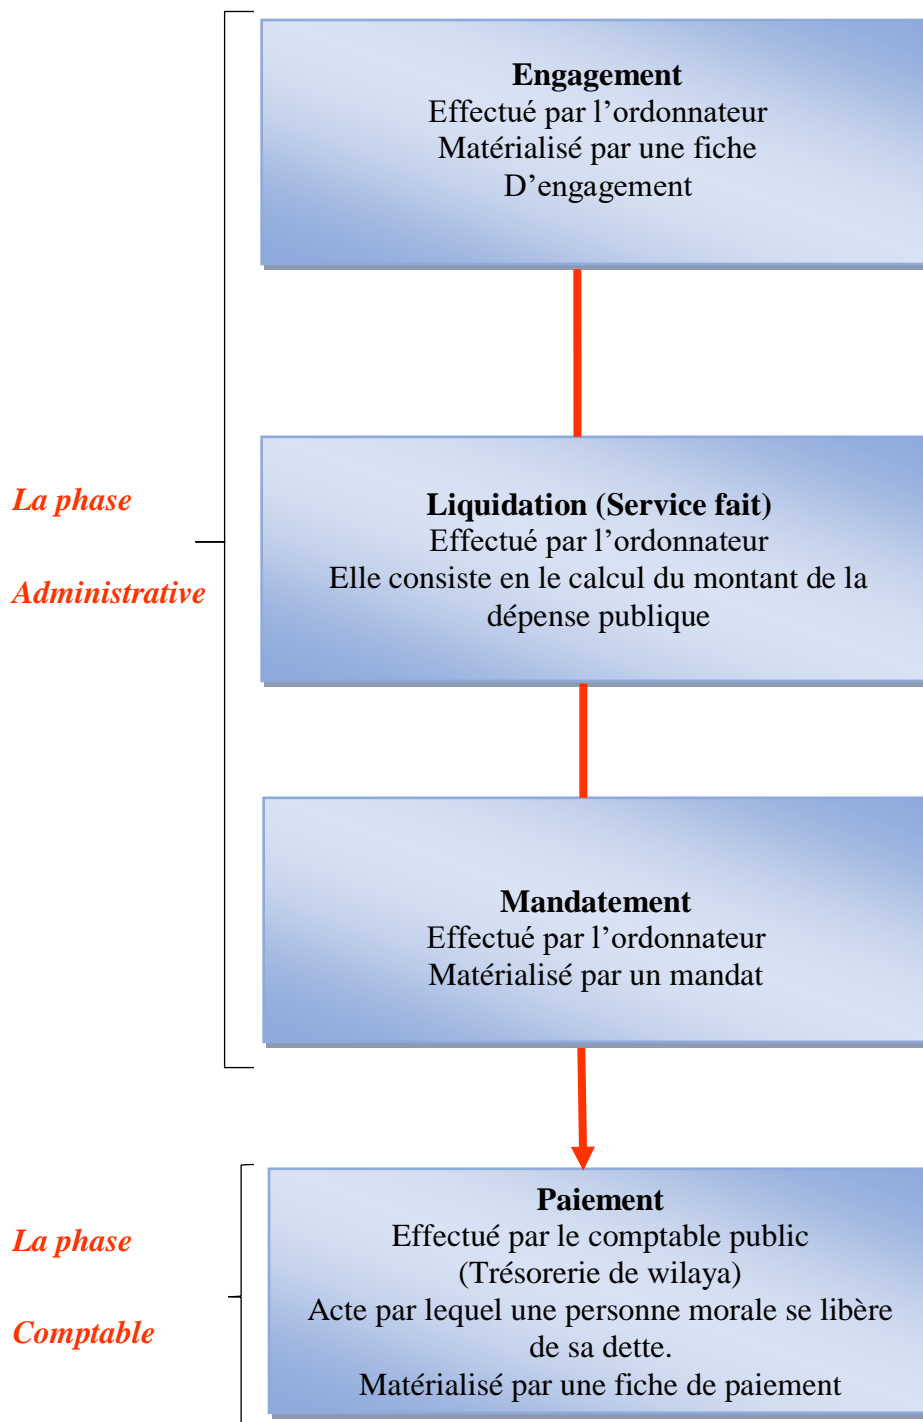 Engagement
Effectué par l’ordonnateur
Matérialisé par une fiche
D’engagement
La phase
Administrative
Liquidation (Service fait)
Effectué par l’ordonnateur
Elle consiste en le calcul du montant de la
dépense publique
Mandatement
Effectué par l’ordonnateur
Matérialisé par un mandat
La phase
Comptable
Paiement
Effectué par le comptable public
(Trésorerie de wilaya)
Acte par lequel une personne morale se libère
de sa dette.
Matérialisé par une fiche de paiement